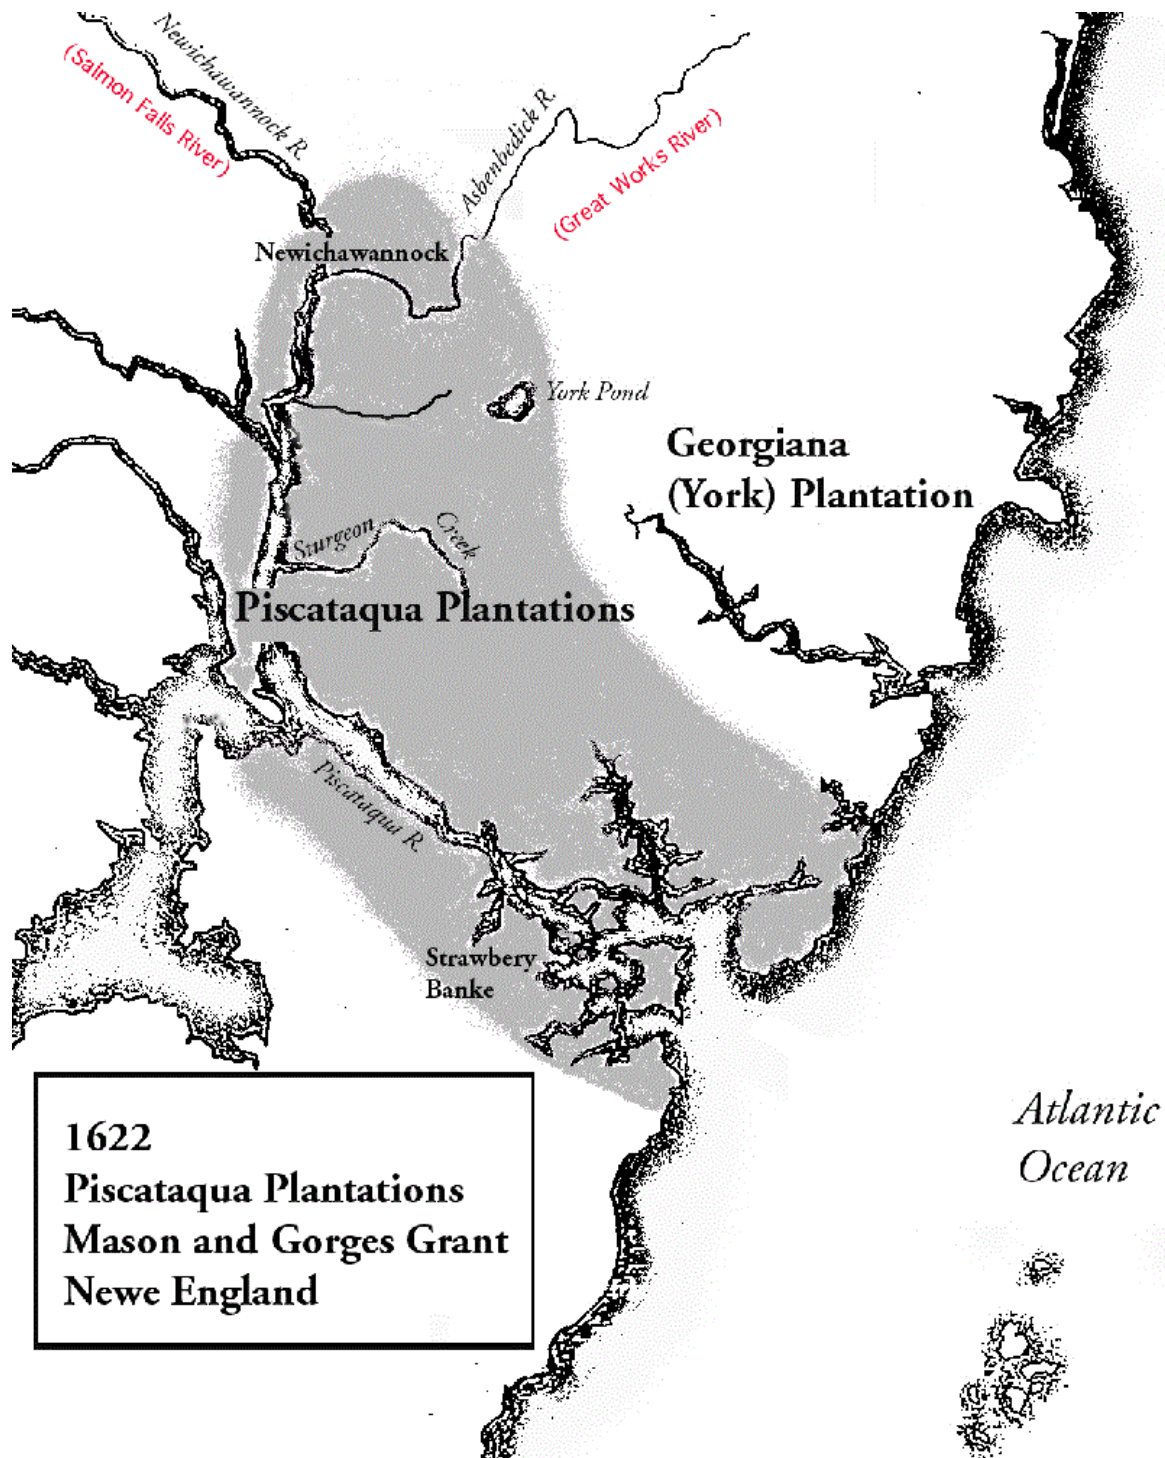 Newichawannock R.
(Salmon Falls River)
Asbenbedick R.
(Great Works River)
Newichawannock
York Pond
Georgiana
(York) Plantation
Sturgeon Creek
Piscataqua Plantations
Piscataqua R.
Strawbery
Banke
Atlantic
Ocean
1622
Piscataqua Plantations
Mason and Gorges Grant
Newe England